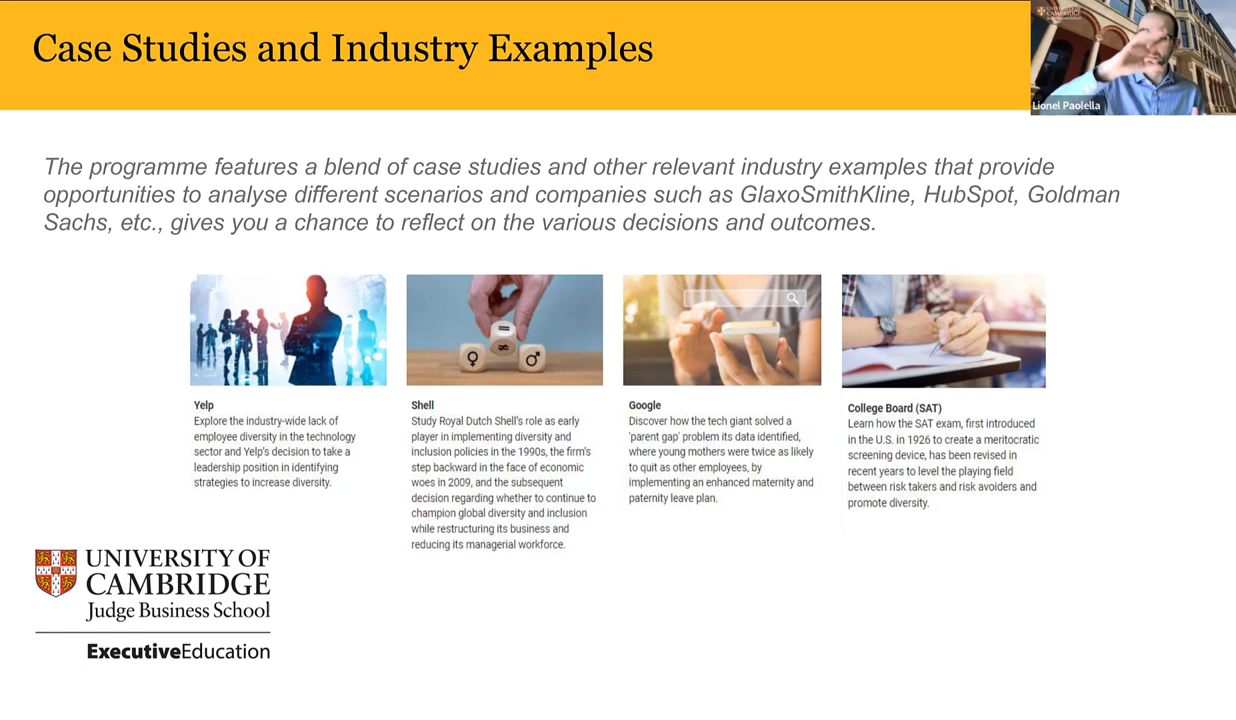 Case Studies and Industry Examples
UNIVERSITY OF
CAMBRIDGE
Judge Business School
Lionel Paolella
The programme features a blend of case studies and other relevant industry examples that provide
opportunities to analyse different scenarios and companies such as GlaxoSmithKline, HubSpot, Goldman
Sachs, etc., gives you a chance to reflect on the various decisions and outcomes.
Yelp
Explore the industry-wide lack of
employee diversity in the technology
sector and Yelp's decision to take a
leadership position in identifying
strategies to increase diversity.
Shell
Study Royal Dutch Shell's role as early
player in implementing diversity and
inclusion policies in the 1990s, the firm's
step backward in the face of economic
woes in 2009, and the subsequent
decision regarding whether to continue to
champion global diversity and inclusion
while restructuring its business and
reducing its managerial workforce.
Google
Discover how the tech giant solved a
'parent gap' problem its data identified,
where young mothers were twice as likely
to quit as other employees, by
implementing an enhanced maternity and
paternity leave plan.
College Board (SAT)
Learn how the SAT exam, first introduced
in the U.S. in 1926 to create a meritocratic
screening device, has been revised in
recent years to level the playing field
between risk takers and risk avoiders and
promote diversity.
UNIVERSITY OF
CAMBRIDGE
Judge Business School
ExecutiveEducation